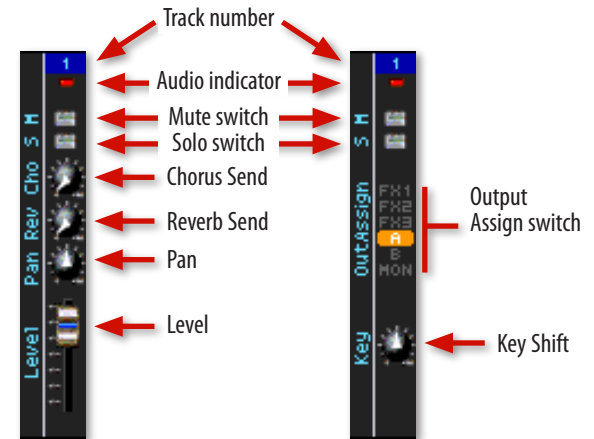 Track number
1
1
Audio indicator
M
Mute switch
M
S
Solo switch
S
Cho
Chorus Send
Rev
Reverb Send
Pan
Pan
Level
Level
OutAssign
FX1
FX2
FX3
A
B
MON
Output
Assign switch
Key
Key Shift